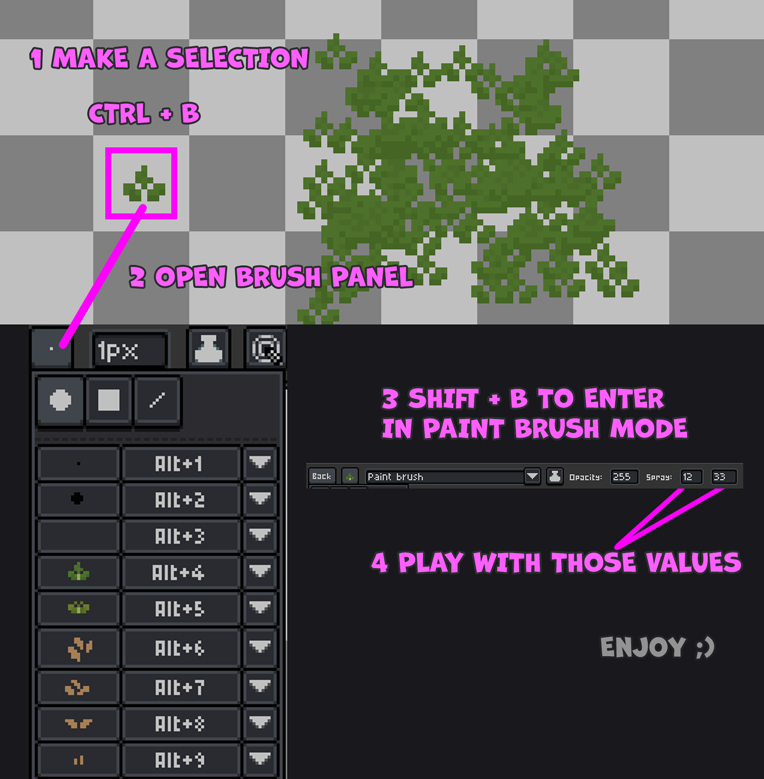 1 MAKE A SELECTION
CTRL + B
2 OPEN BRUSH PANEL
1px
Alt+1
Alt+2
Alt+3
Alt+4
Alt+5
Alt+6
Alt+7
Alt+8
Alt+9
3 SHIFT + B TO ENTER
IN PAINT BRUSH MODE
Back Paint brush Opacity: 255 Spray: 12 33
4 PLAY WITH THOSE VALUES
ENJOY ;)